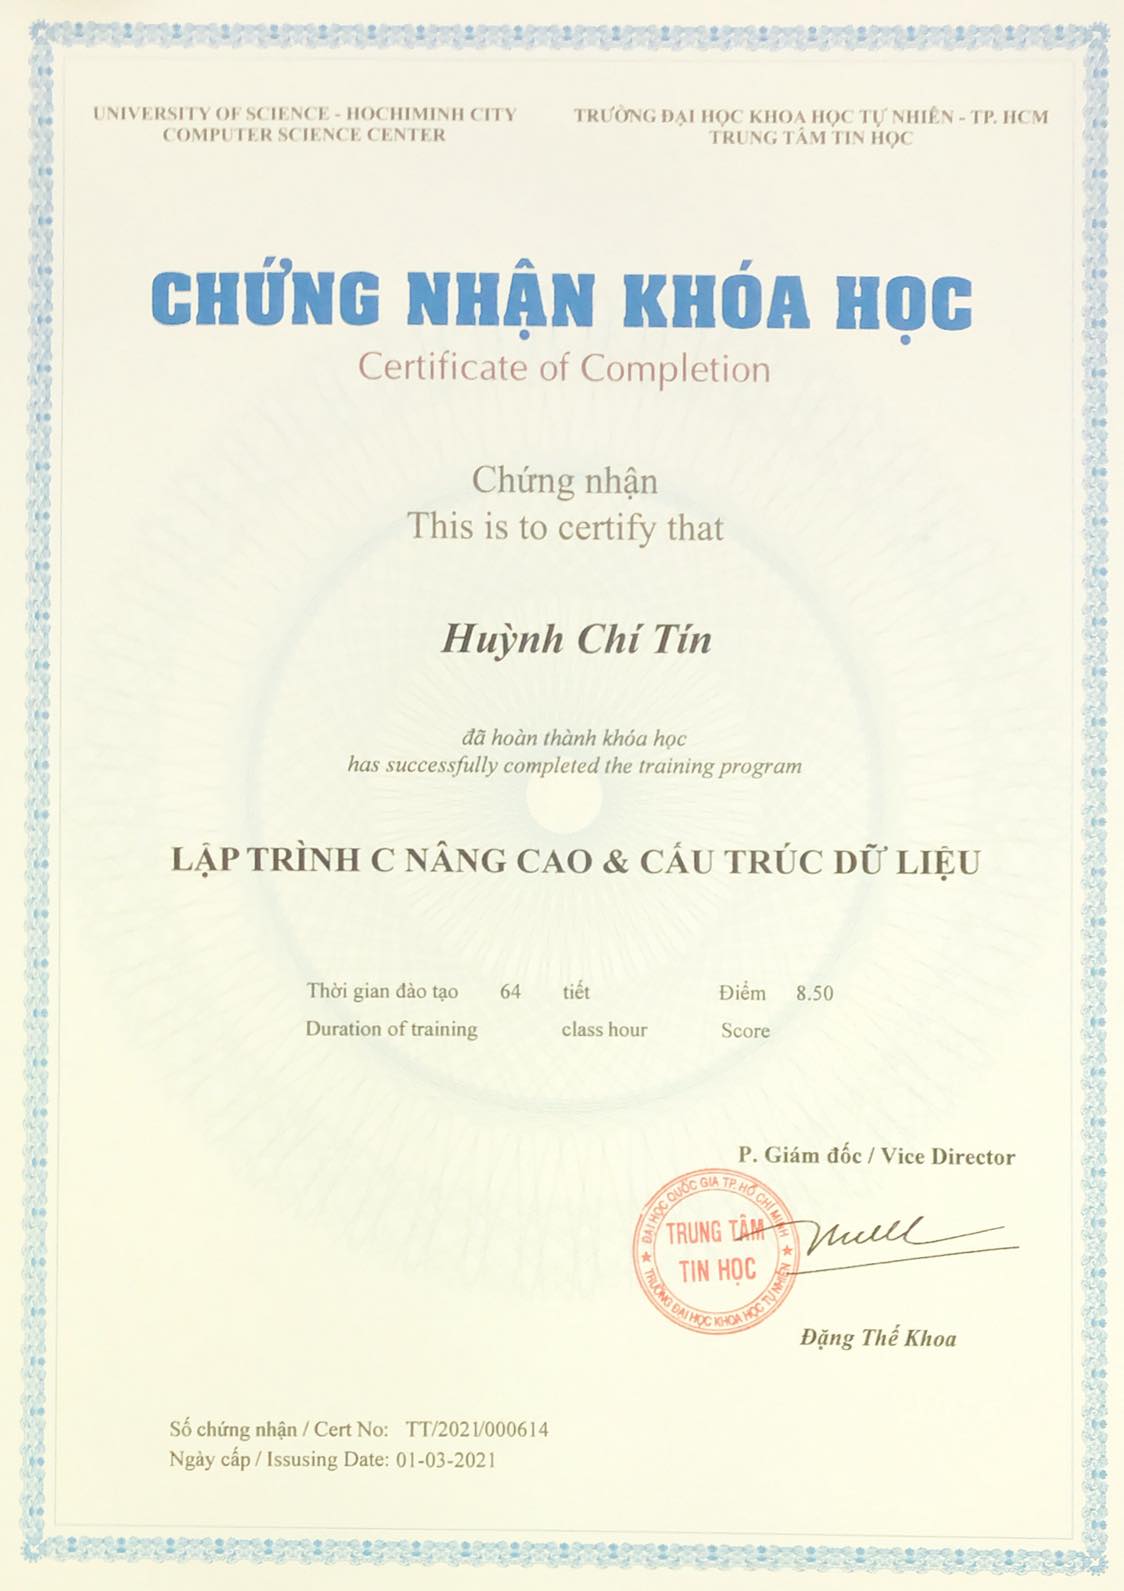 UNIVERSITY OF SCIENCE - HOCHIMINH CITY
COMPUTER SCIENCE CENTER
TRƯỜNG ĐẠI HỌC KHOA HỌC TỰ NHIÊN - TP. HCM
TRUNG TÂM TIN HỌC
CHỨNG NHẬN KHÓA HỌC
Certificate of Completion
Chứng nhận
This is to certify that
Huỳnh Chí Tín
đã hoàn thành khóa học
has successfully completed the training program
LẬP TRÌNH C NÂNG CAO & CẤU TRÚC DỮ LIỆU
Thời gian đào tạo 64 tiết Điểm 8.50
Duration of training class hour Score
P. Giám đốc / Vice Director
ĐẠI HỌC QUỐC GIA TP. HỒ CHÍ MINH
TRUNG TÂM
TIN HỌC
TRƯỜNG ĐẠI HỌC KHOA HỌC TỰ NHIÊN
Đặng Thế Khoa
Số chứng nhận / Cert No: TT/2021/000614
Ngày cấp / Issusing Date: 01-03-2021